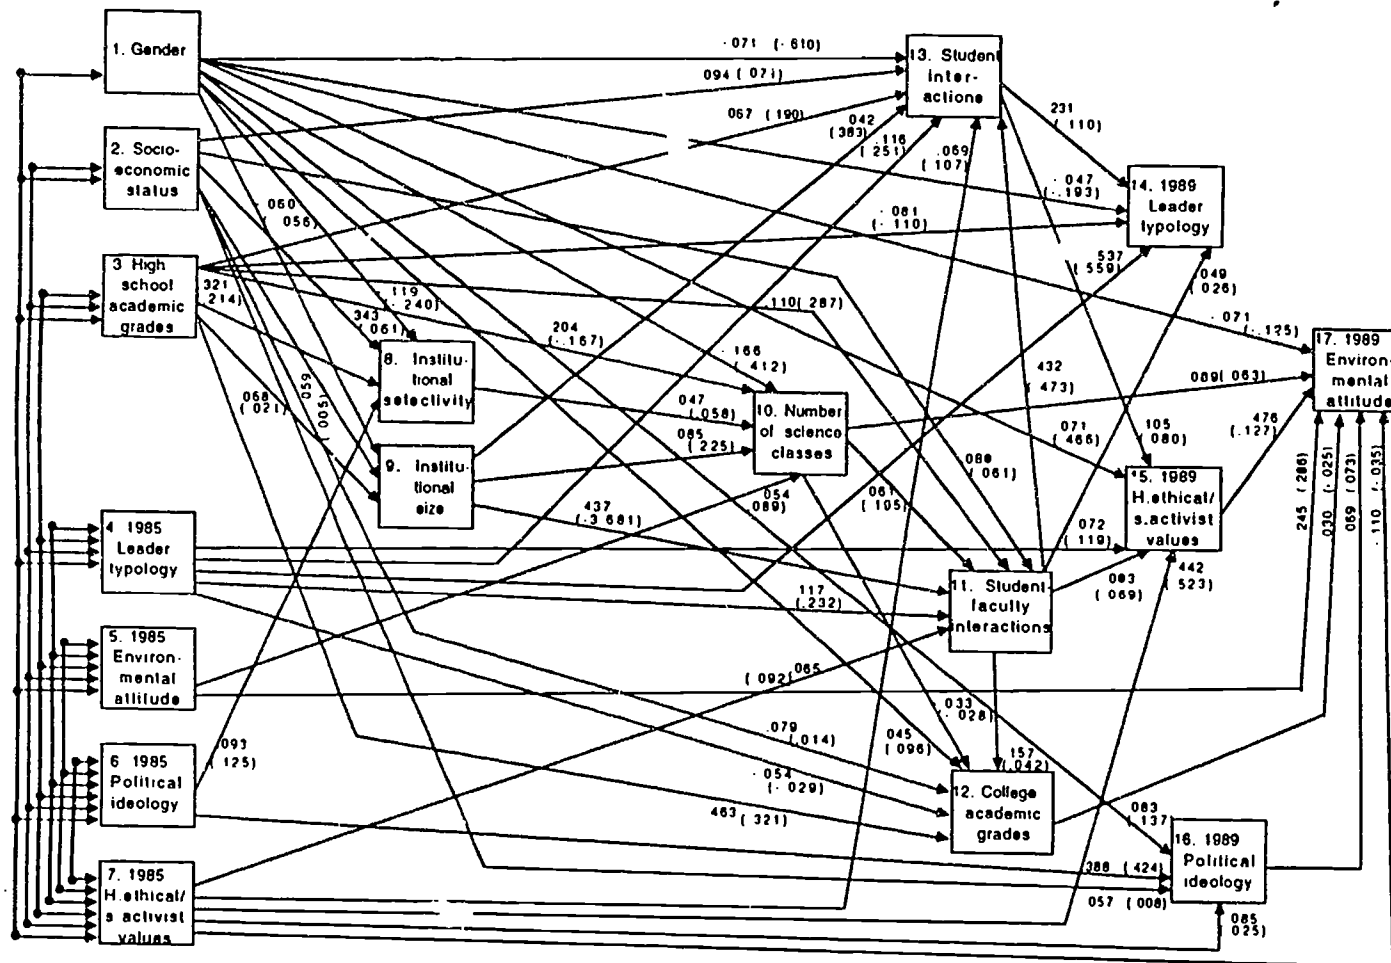 1. Gender
2. Socio-
economic
status
3 High
school
academic
grades
4 1985
Leader
typology
5. 1985
Environ-
mental
attitude
6 1985
Political
ideology
7. 1985
H.ethical/
s activist
values
8. Institu-
tional
selectivity
9. Institu-
tional
size
10. Number
of science
classes
11. Student-
faculty
interactions
12. College
academic
grades
13. Student
inter-
actions
14. 1989
Leader
typology
15. 1989
H.ethical/
s.activist
values
16. 1989
Political
ideology
17. 1989
Environ-
mental
attitude
.071 (-.610)
094 ( 071)
067 ( 190)
042
( 383)
.116
( 251)
.069
( 107)
231
( 110)
.047
(-.193)
.081
(-.110)
537
( 559)
049
( 026)
.071
(-.125)
.060
( 056)
321
( 214)
.119
(-.240)
343
( 061)
204
(-.167)
.110( 287)
.166
( 412)
432
( 473)
089( 063)
068
( 021)
.059
( 005)
047
(.058)
085
( 225)
071
( 466)
105
( 080)
476
(.127)
088
( 061)
061
( 105)
054
089)
437
(-3 681)
072
( 119)
442
( 523)
083
( 069)
117
(.232)
245 ( 286)
030 (-.025)
069 (.073)
.110 (-.035)
.065
( 092)
033
(-.028)
.093
( 125)
.079
(.014)
045
( 096)
.157
(.042)
.054
(-.029)
463 ( 321)
083
( 137)
388 ( 424)
057 ( 008)
085
025)